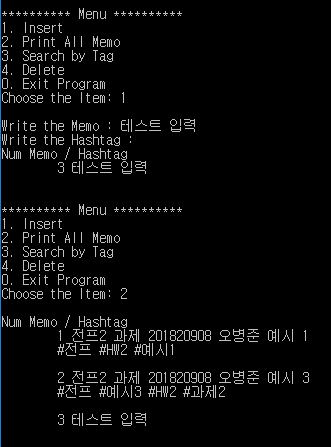 ********** Menu **********
1. Insert
2. Print All Memo
3. Search by Tag
4. Delete
0. Exit Program
Choose the Item: 1
Write the Memo : 테스트 입력
Write the Hashtag :
Num Memo / Hashtag
3 테스트 입력
********** Menu **********
1. Insert
2. Print All Memo
3. Search by Tag
4. Delete
0. Exit Program
Choose the Item: 2
Num Memo / Hashtag
1 전프2 과제 201820908 오병준 예시 1
#전프 #HW2 #예시1
2 전프2 과제 201820908 오병준 예시 3
#전프 #예시3 #HW2 #과제2
3 테스트 입력